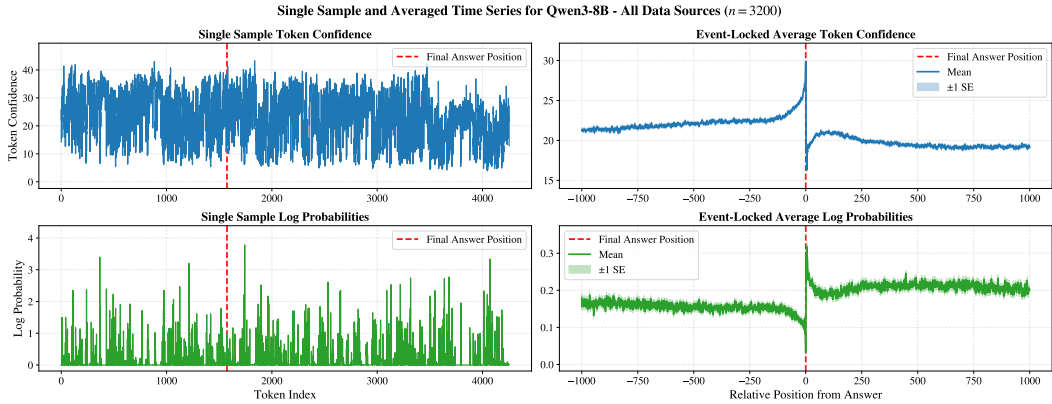 Single Sample and Averaged Time Series for Qwen3-8B - All Data Sources (n = 3200)
Single Sample Token Confidence
Final Answer Position
Token Confidence
40
30
20
10
0
0 1000 2000 3000 4000
Event-Locked Average Token Confidence
Final Answer Position
Mean
±1 SE
30
25
20
15
−1000 −750 −500 −250 0 250 500 750 1000
Single Sample Log Probabilities
Final Answer Position
Log Probability
4
3
2
1
0
0 1000 2000 3000 4000
Token Index
Event-Locked Average Log Probabilities
Final Answer Position
Mean
±1 SE
0.3
0.2
0.1
0.0
−1000 −750 −500 −250 0 250 500 750 1000
Relative Position from Answer